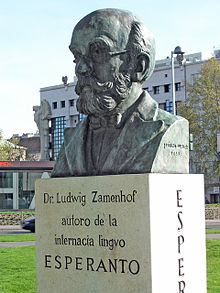 Dr. Ludwig Zamenhof
autoro de la
internacia lingvo
ESPERANTO
ESPER